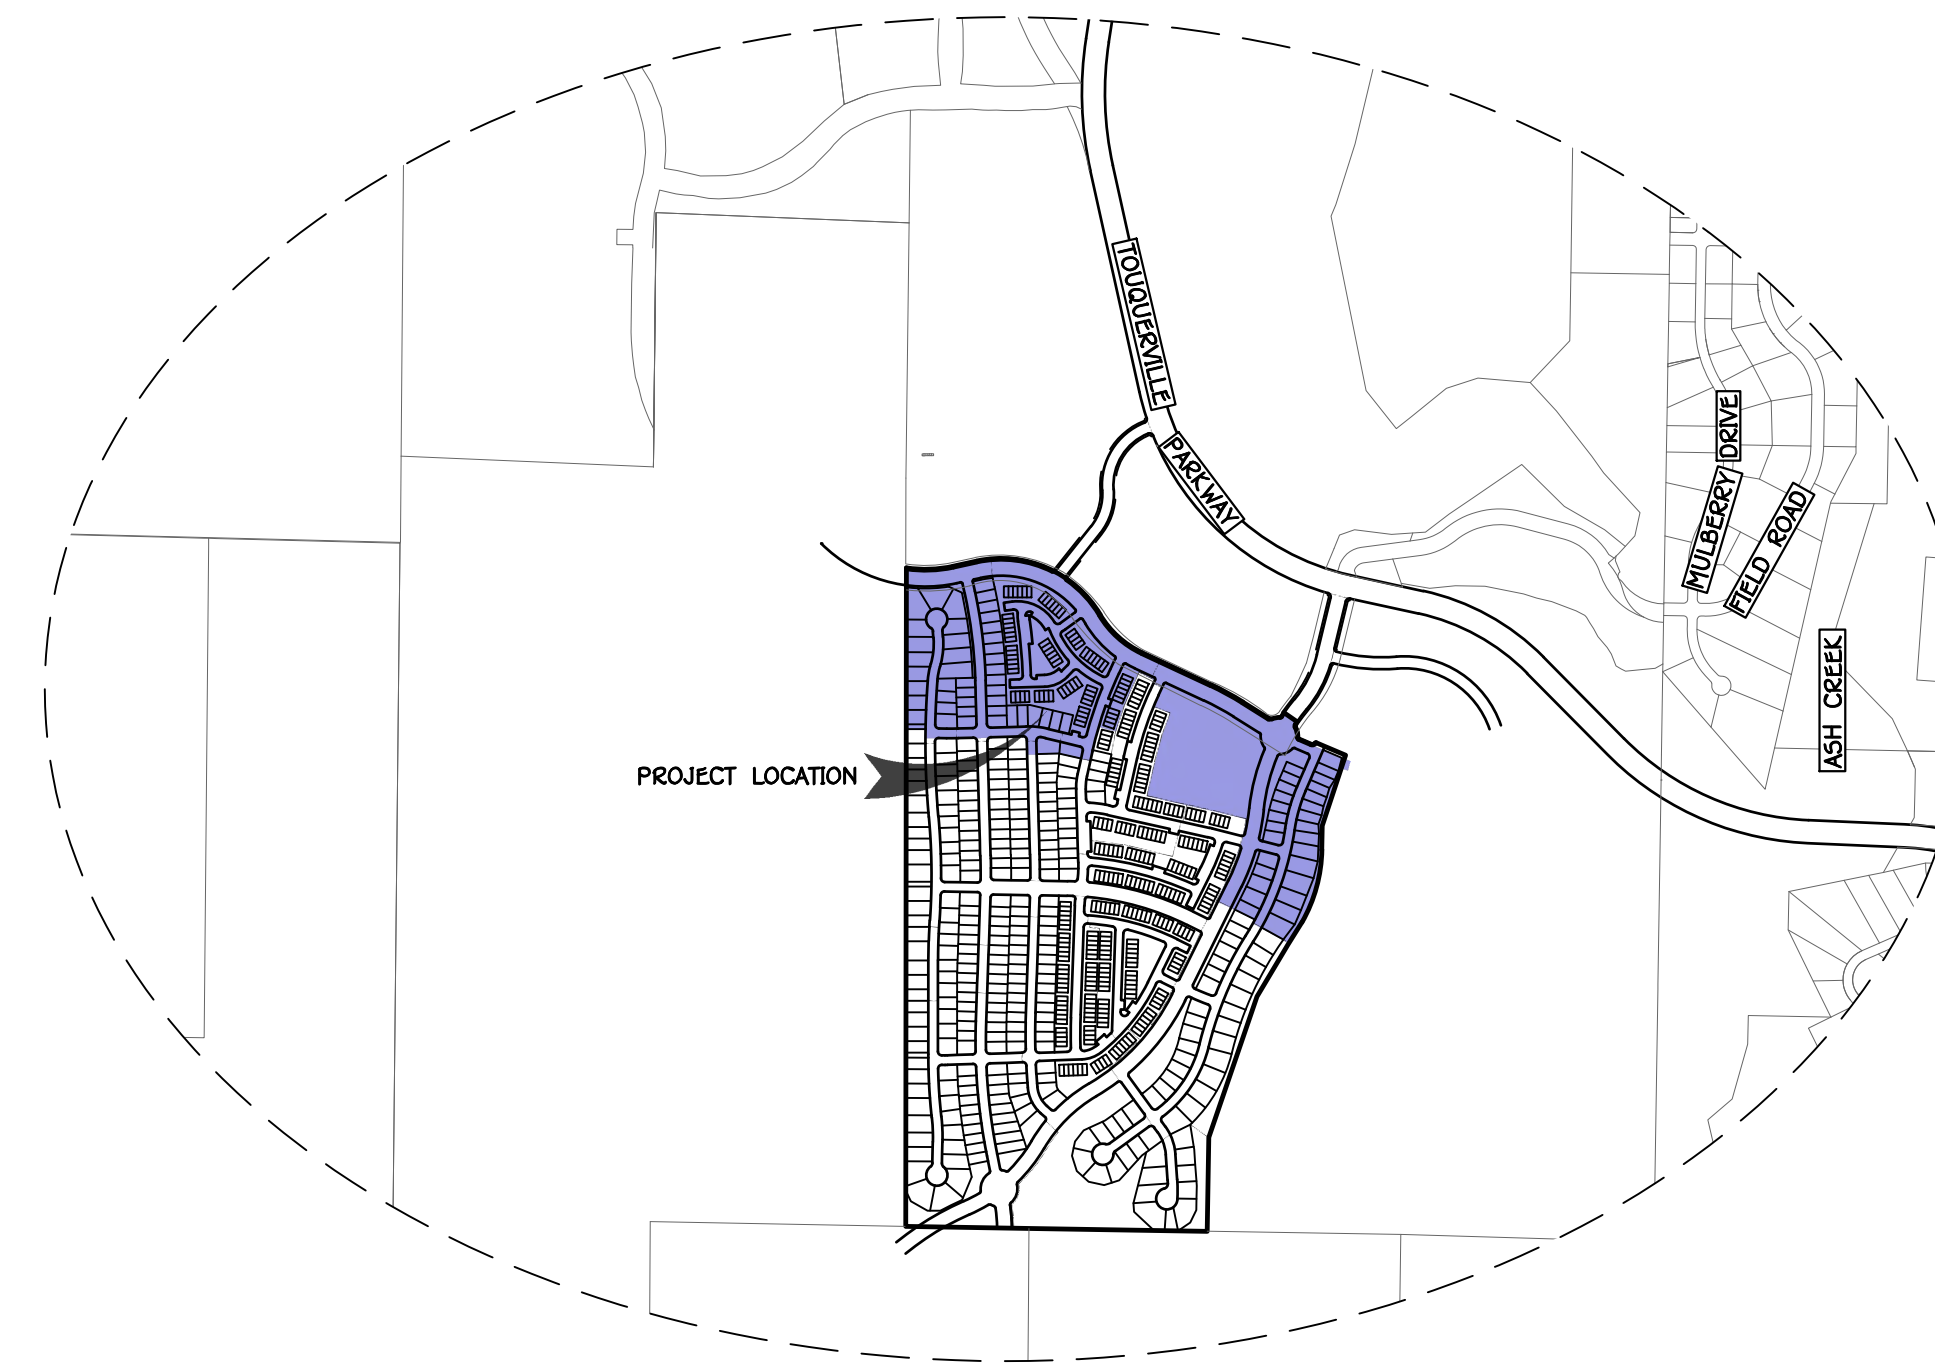 TOUQUERVILLE
PARKWAY
MULBERRY DRIVE
FIELD ROAD
ASH CREEK
PROJECT LOCATION